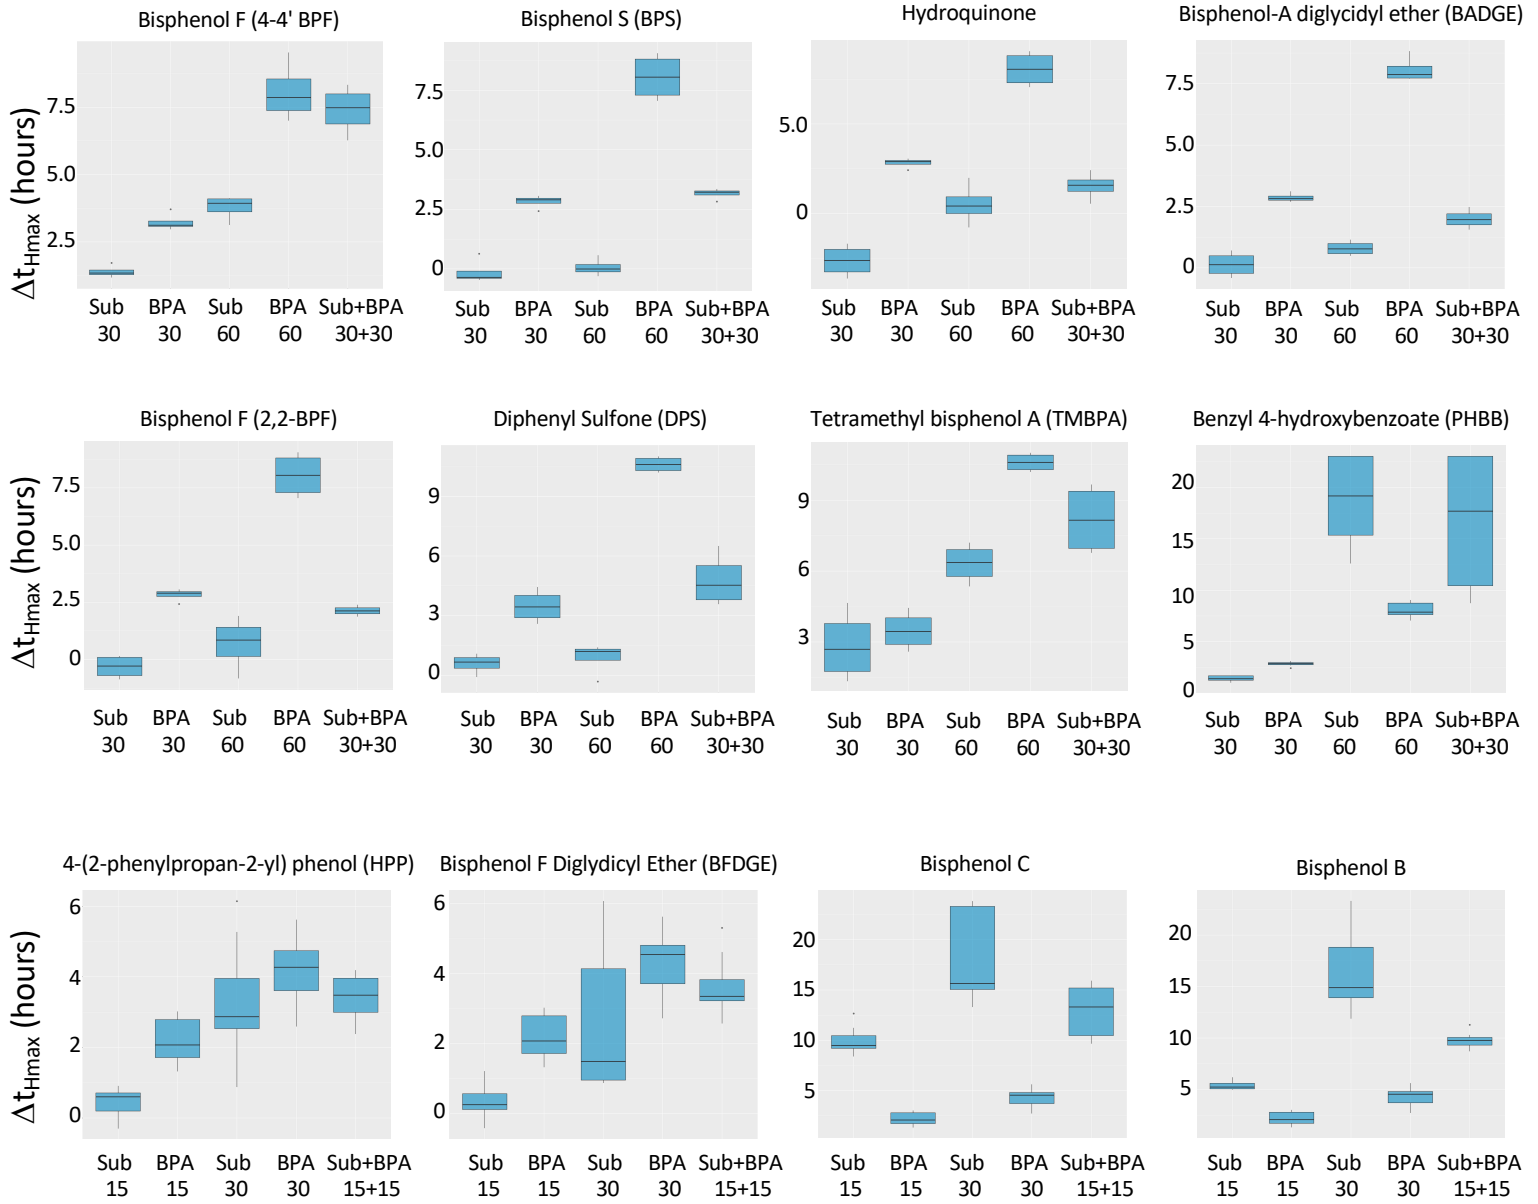 Bisphenol F (4-4' BPF)
Bisphenol S (BPS)
Hydroquinone
Bisphenol-A diglycidyl ether (BADGE)
ΔtHmax (hours)
7.5
5.0
2.5
7.5
5.0
2.5
0
5.0
0
7.5
5.0
2.5
0
Sub BPA Sub BPA Sub+BPA
30 30 60 60 30+30
Sub BPA Sub BPA Sub+BPA
30 30 60 60 30+30
Sub BPA Sub BPA Sub+BPA
30 30 60 60 30+30
Sub BPA Sub BPA Sub+BPA
30 30 60 60 30+30
Bisphenol F (2,2-BPF)
Diphenyl Sulfone (DPS)
Tetramethyl bisphenol A (TMBPA)
Benzyl 4-hydroxybenzoate (PHBB)
ΔtHmax (hours)
7.5
5.0
2.5
0
9
6
3
0
9
6
3
20
15
10
5
0
Sub BPA Sub BPA Sub+BPA
30 30 60 60 30+30
Sub BPA Sub BPA Sub+BPA
30 30 60 60 30+30
Sub BPA Sub BPA Sub+BPA
30 30 60 60 30+30
Sub BPA Sub BPA Sub+BPA
30 30 60 60 30+30
4-(2-phenylpropan-2-yl) phenol (HPP)
Bisphenol F Diglydicyl Ether (BFDGE)
Bisphenol C
Bisphenol B
ΔtHmax (hours)
6
4
2
0
6
4
2
0
20
15
10
5
20
15
10
5
Sub BPA Sub BPA Sub+BPA
15 15 30 30 15+15
Sub BPA Sub BPA Sub+BPA
15 15 30 30 15+15
Sub BPA Sub BPA Sub+BPA
15 15 30 30 15+15
Sub BPA Sub BPA Sub+BPA
15 15 30 30 15+15